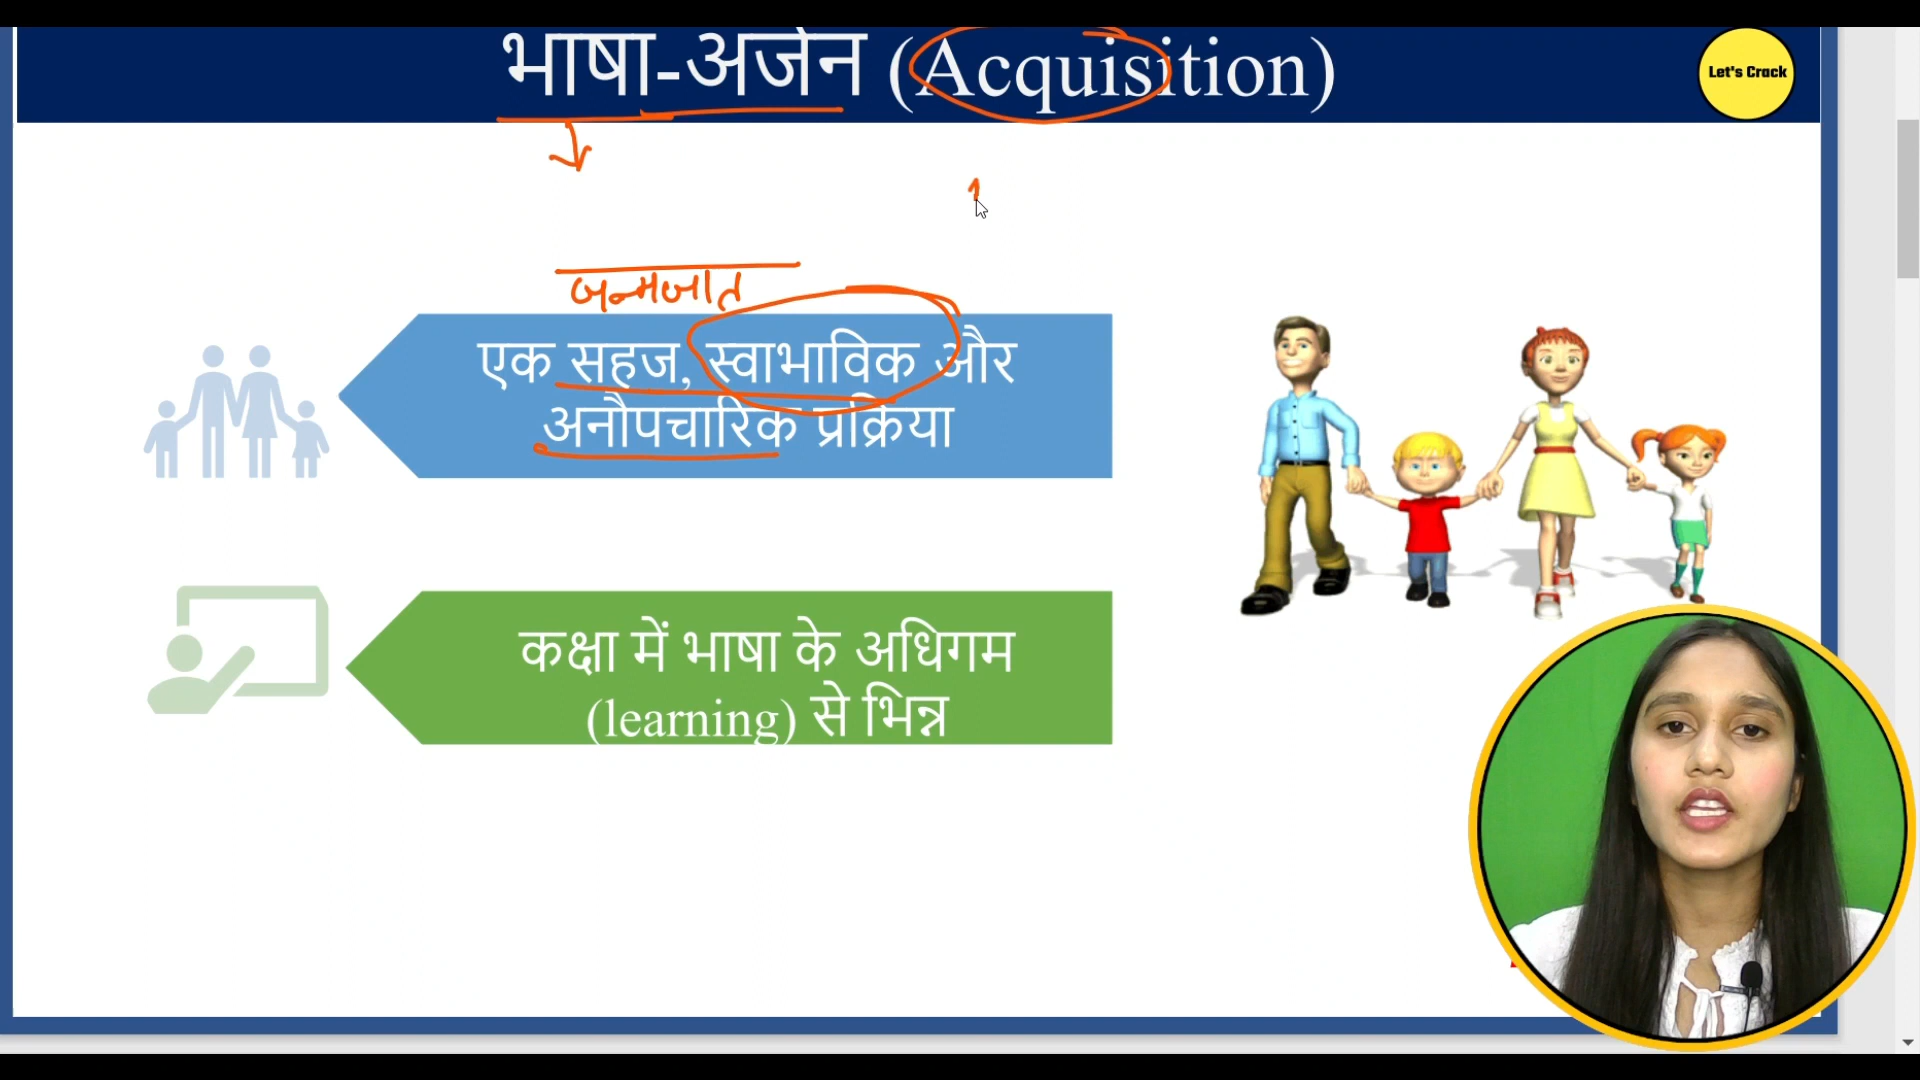 भाषा-अर्जन (Acquisition)
Let's Crack
जन्मजात
एक सहज, स्वाभाविक और
अनौपचारिक प्रक्रिया
कक्षा में भाषा के अधिगम
(learning) से भिन्न